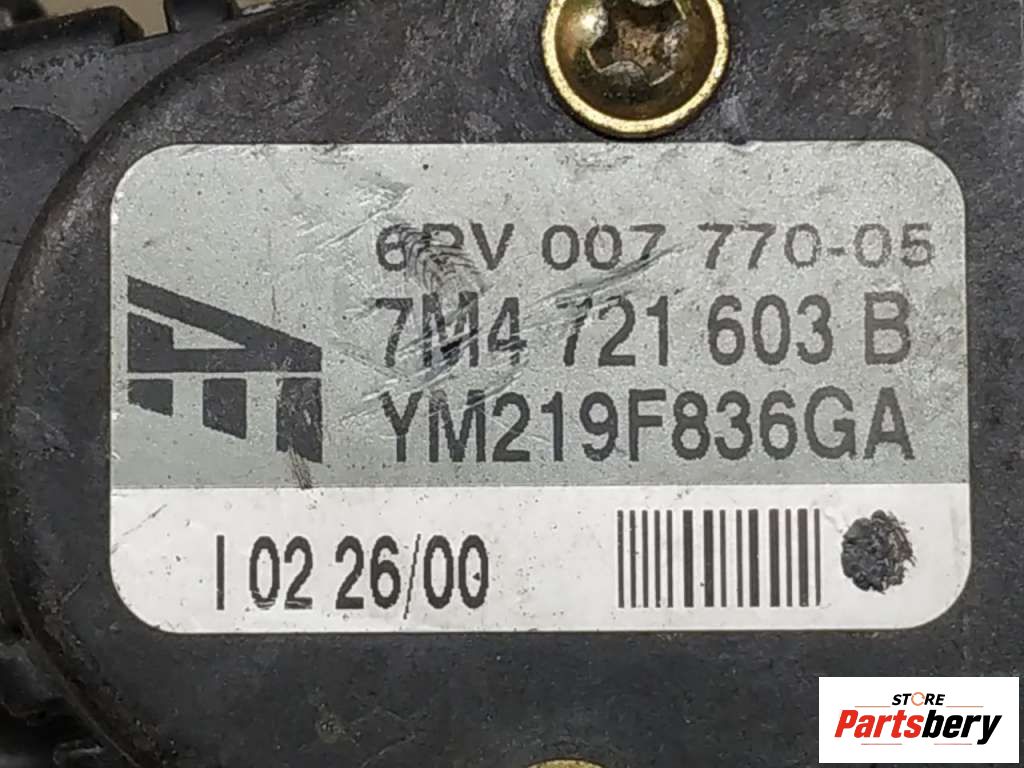 6PV 007 770-05
7M4 721 603 B
YM219F836GA
I 02 26/00
STORE
Partsbery